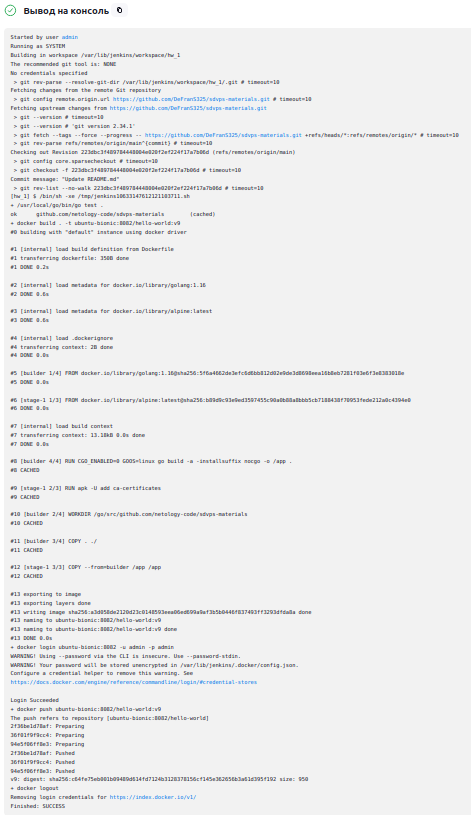 Вывод на консоль
Started by user admin
Running as SYSTEM
Building in workspace /var/lib/jenkins/workspace/hw_1
The recommended git tool is: NONE
No credentials specified
> git rev-parse --resolve-git-dir /var/lib/jenkins/workspace/hw_1/.git # timeout=10
Fetching changes from the remote Git repository
> git config remote.origin.url https://github.com/DeFranS325/sdvps-materials.git # timeout=10
Fetching upstream changes from https://github.com/DeFranS325/sdvps-materials.git
> git --version # timeout=10
> git --version # 'git version 2.34.1'
> git fetch --tags --force --progress -- https://github.com/DeFranS325/sdvps-materials.git +refs/heads/*:refs/remotes/origin/* # timeout=10
> git rev-parse refs/remotes/origin/main^{commit} # timeout=10
Checking out Revision 223dbc3f489784448004e020f2ef224f17a7b06d (refs/remotes/origin/main)
> git config core.sparsecheckout # timeout=10
> git checkout -f 223dbc3f489784448004e020f2ef224f17a7b06d # timeout=10
Commit message: "Update README.md"
> git rev-list --no-walk 223dbc3f489784448004e020f2ef224f17a7b06d # timeout=10
[hw_1] $ /bin/sh -xe /tmp/jenkins10633147612121103711.sh
+ /usr/local/go/bin/go test .
ok github.com/netology-code/sdvps-materials (cached)
+ docker build . -t ubuntu-bionic:8082/hello-world:v9
#0 building with "default" instance using docker driver
#1 [internal] load build definition from Dockerfile
#1 transferring dockerfile: 350B done
#1 DONE 0.2s
#2 [internal] load metadata for docker.io/library/golang:1.16
#2 DONE 0.6s
#3 [internal] load metadata for docker.io/library/alpine:latest
#3 DONE 0.6s
#4 [internal] load .dockerignore
#4 transferring context: 2B done
#4 DONE 0.0s
#5 [builder 1/4] FROM docker.io/library/golang:1.16@sha256:5f6a4662de3efc6d6bb812d02e9de3d8698eea16b8eb7281f03e6f3e8383018e
#5 DONE 0.0s
#6 [stage-1 1/3] FROM docker.io/library/alpine:latest@sha256:b89d9c93e9ed3597455c90a0b88a8bbb5cb7188438f70953fede212a0c4394e0
#6 DONE 0.0s
#7 [internal] load build context
#7 transferring context: 13.18kB 0.0s done
#7 DONE 0.0s
#8 [builder 4/4] RUN CGO_ENABLED=0 GOOS=linux go build -a -installsuffix nocgo -o /app .
#8 CACHED
#9 [stage-1 2/3] RUN apk -U add ca-certificates
#9 CACHED
#10 [builder 2/4] WORKDIR /go/src/github.com/netology-code/sdvps-materials
#10 CACHED
#11 [builder 3/4] COPY . ./
#11 CACHED
#12 [stage-1 3/3] COPY --from=builder /app /app
#12 CACHED
#13 exporting to image
#13 exporting layers done
#13 writing image done
#13 naming to ubuntu-bionic:8082/hello-world:v9
#13 naming to ubuntu-bionic:8082/hello-world:v9 done
#13 DONE 0.0s
+ docker login ubuntu-bionic:8082 -u admin -p admin
WARNING! Using --password via the CLI is insecure. Use --password-stdin.
WARNING! Your password will be stored unencrypted in /var/lib/jenkins/.docker/config.json.
Configure a credential helper to remove this warning. See
https://docs.docker.com/engine/reference/commandline/login/#credential-stores
Login Succeeded
+ docker push ubuntu-bionic:8082/hello-world:v9
The push refers to repository [ubuntu-bionic:8082/hello-world]
2f36be1d78af: Preparing
36f01f9f9cc4: Preparing
94e5f06ff8e3: Preparing
2f36be1d78af: Pushed
36f01f9f9cc4: Pushed
94e5f06ff8e3: Pushed
v9: digest: size: 950
+ docker logout
Removing login credentials for https://index.docker.io/v1/
Finished: SUCCESS